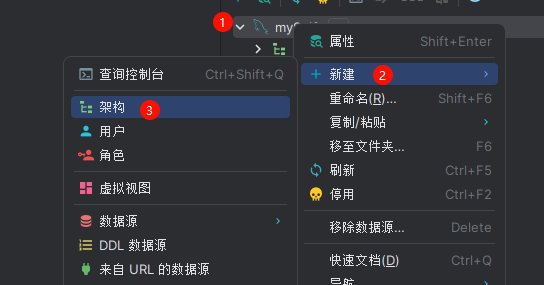 1
属性 Shift+Enter
新建 2
重命名(R)... Shift+F6
复制/粘贴
移至文件夹... F6
刷新 Ctrl+F5
停用 Ctrl+F2
移除数据源... Delete
快速文档(D) Ctrl+Q
查询控制台 Ctrl+Shift+Q
架构 3
用户
角色
虚拟视图
数据源
DDL 数据源
来自 URL 的数据源